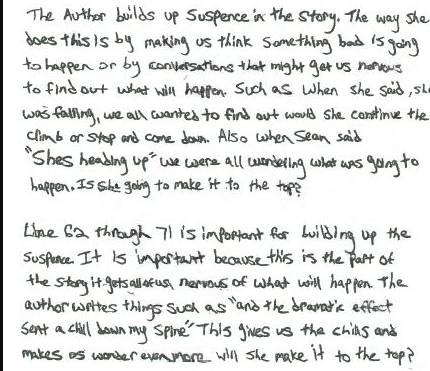 The Author builds up Suspence in the story. The way she
does this is by making us think something bad is going
to happen or by conversations that might get us nervous
to find out what will happen. Such as when she said, she
was falling, we all wanted to find out would she continue the
climb or stop and come down. Also when Sean said
"Shes heading up" we were all wondering what was going to
happen. Is she going to make it to the top?
Line 62 through 71 is important for building up the
suspence. It is important because this is the part of
the story it gets all of us nervous of what will happen. The
author writes things such as "and the dramatic effect
sent a chill down my spine" This gives us the chills and
makes us wonder even more will she make it to the top?